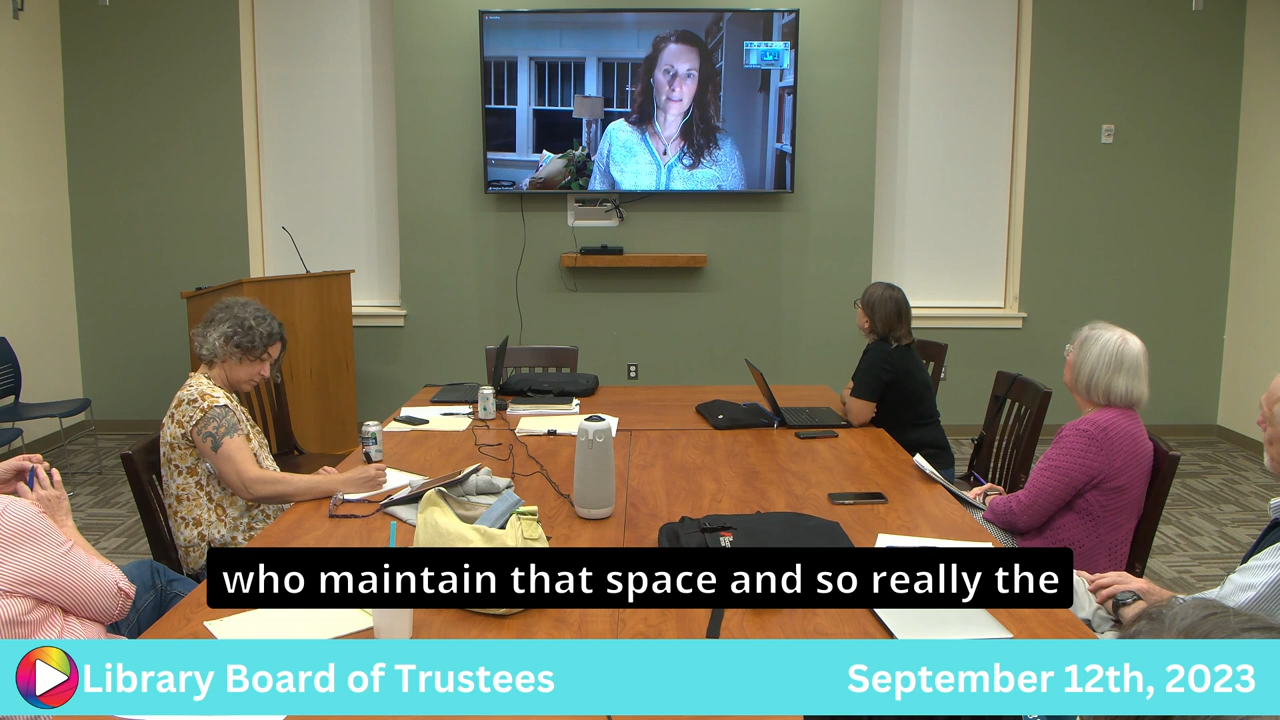 who maintain that space and so really the
Library Board of Trustees
September 12th, 2023